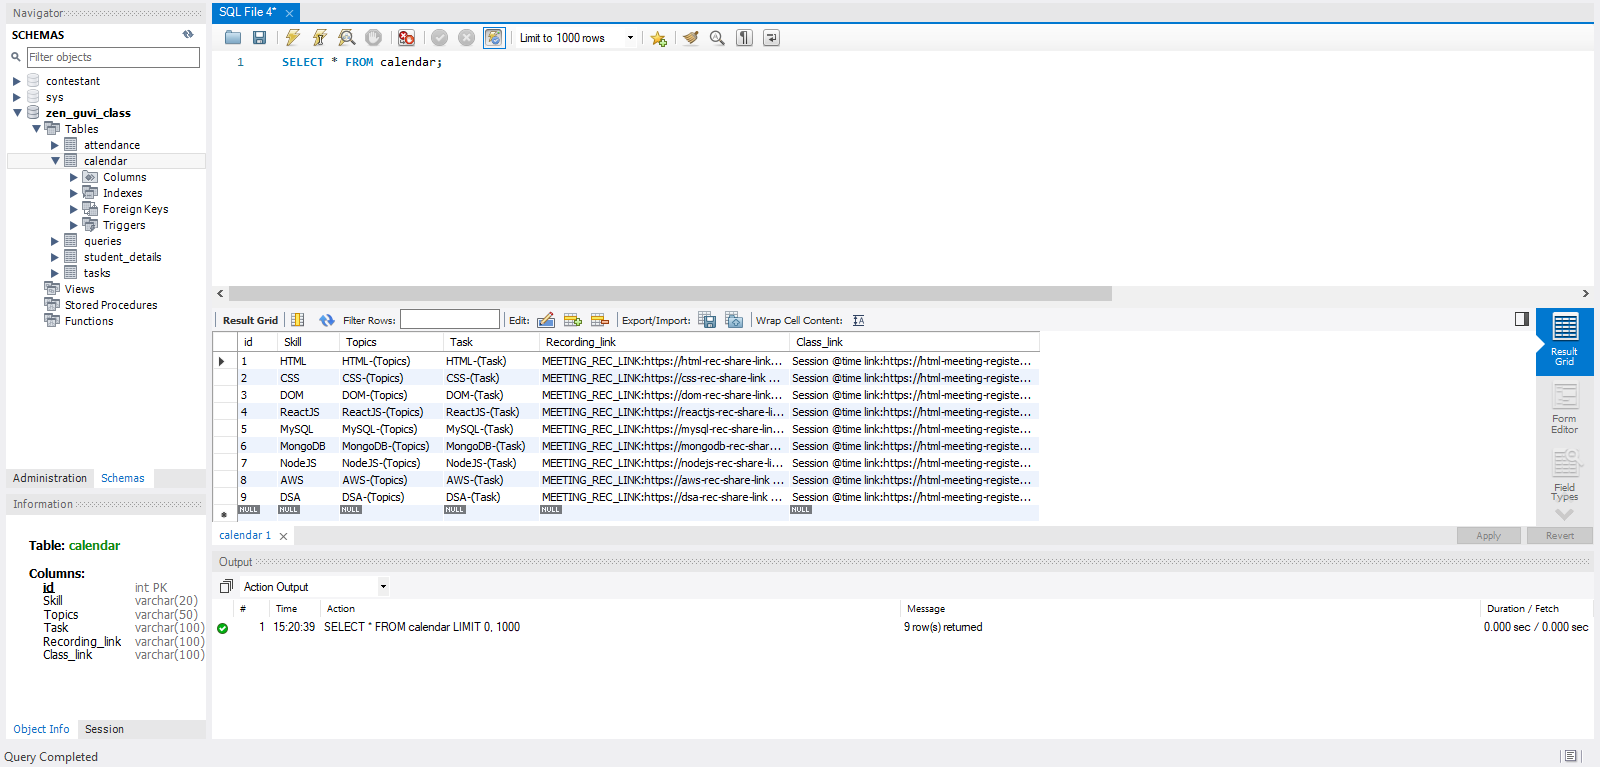 Navigator
SCHEMAS
Filter objects
contestant
sys
zen_guvi_class
Tables
attendance
calendar
Columns
Indexes
Foreign Keys
Triggers
queries
student_details
tasks
Views
Stored Procedures
Functions
Administration Schemas
Information
Table: calendar
Columns:
id int PK
Skill varchar(20)
Topics varchar(50)
Task varchar(100)
Recording_link varchar(100)
Class_link varchar(100)
Object Info Session
Query Completed
SQL File 4*
Limit to 1000 rows
1 SELECT * FROM calendar;
Result Grid Filter Rows: Edit: Export/Import: Wrap Cell Content:
id Skill Topics Task Recording_link Class_link
1 HTML HTML-(Topics) HTML-(Task) MEETING_REC_LINK:https://html-rec-share-link... Session @time link:https://html-meeting-registe...
2 CSS CSS-(Topics) CSS-(Task) MEETING_REC_LINK:https://css-rec-share-link ... Session @time link:https://html-meeting-registe...
3 DOM DOM-(Topics) DOM-(Task) MEETING_REC_LINK:https://dom-rec-share-link... Session @time link:https://html-meeting-registe...
4 ReactJS ReactJS-(Topics) ReactJS-(Task) MEETING_REC_LINK:https://reactjs-rec-share-li... Session @time link:https://html-meeting-registe...
5 MySQL MySQL-(Topics) MySQL-(Task) MEETING_REC_LINK:https://mysql-rec-share-lin... Session @time link:https://html-meeting-registe...
6 MongoDB MongoDB-(Topics) MongoDB-(Task) MEETING_REC_LINK:https://mongodb-rec-shar... Session @time link:https://html-meeting-registe...
7 NodeJS NodeJS-(Topics) NodeJS-(Task) MEETING_REC_LINK:https://nodejs-rec-share-li... Session @time link:https://html-meeting-registe...
8 AWS AWS-(Topics) AWS-(Task) MEETING_REC_LINK:https://aws-rec-share-link ... Session @time link:https://html-meeting-registe...
9 DSA DSA-(Topics) DSA-(Task) MEETING_REC_LINK:https://dsa-rec-share-link ... Session @time link:https://html-meeting-registe...
NULL NULL NULL NULL NULL NULL
Result
Grid
Form
Editor
Field
Types
calendar 1
Apply Revert
Output
Action Output
# Time Action Message Duration / Fetch
1 15:20:39 SELECT * FROM calendar LIMIT 0, 1000 9 row(s) returned 0.000 sec / 0.000 sec